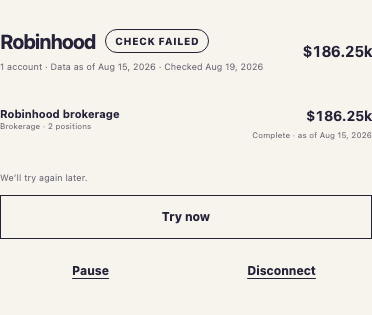 Robinhood CHECK FAILED
$186.25k
1 account · Data as of Aug 15, 2026 · Checked Aug 19, 2026
Robinhood brokerage
$186.25k
Brokerage · 2 positions
Complete · as of Aug 15, 2026
We'll try again later.
Try now
Pause
Disconnect